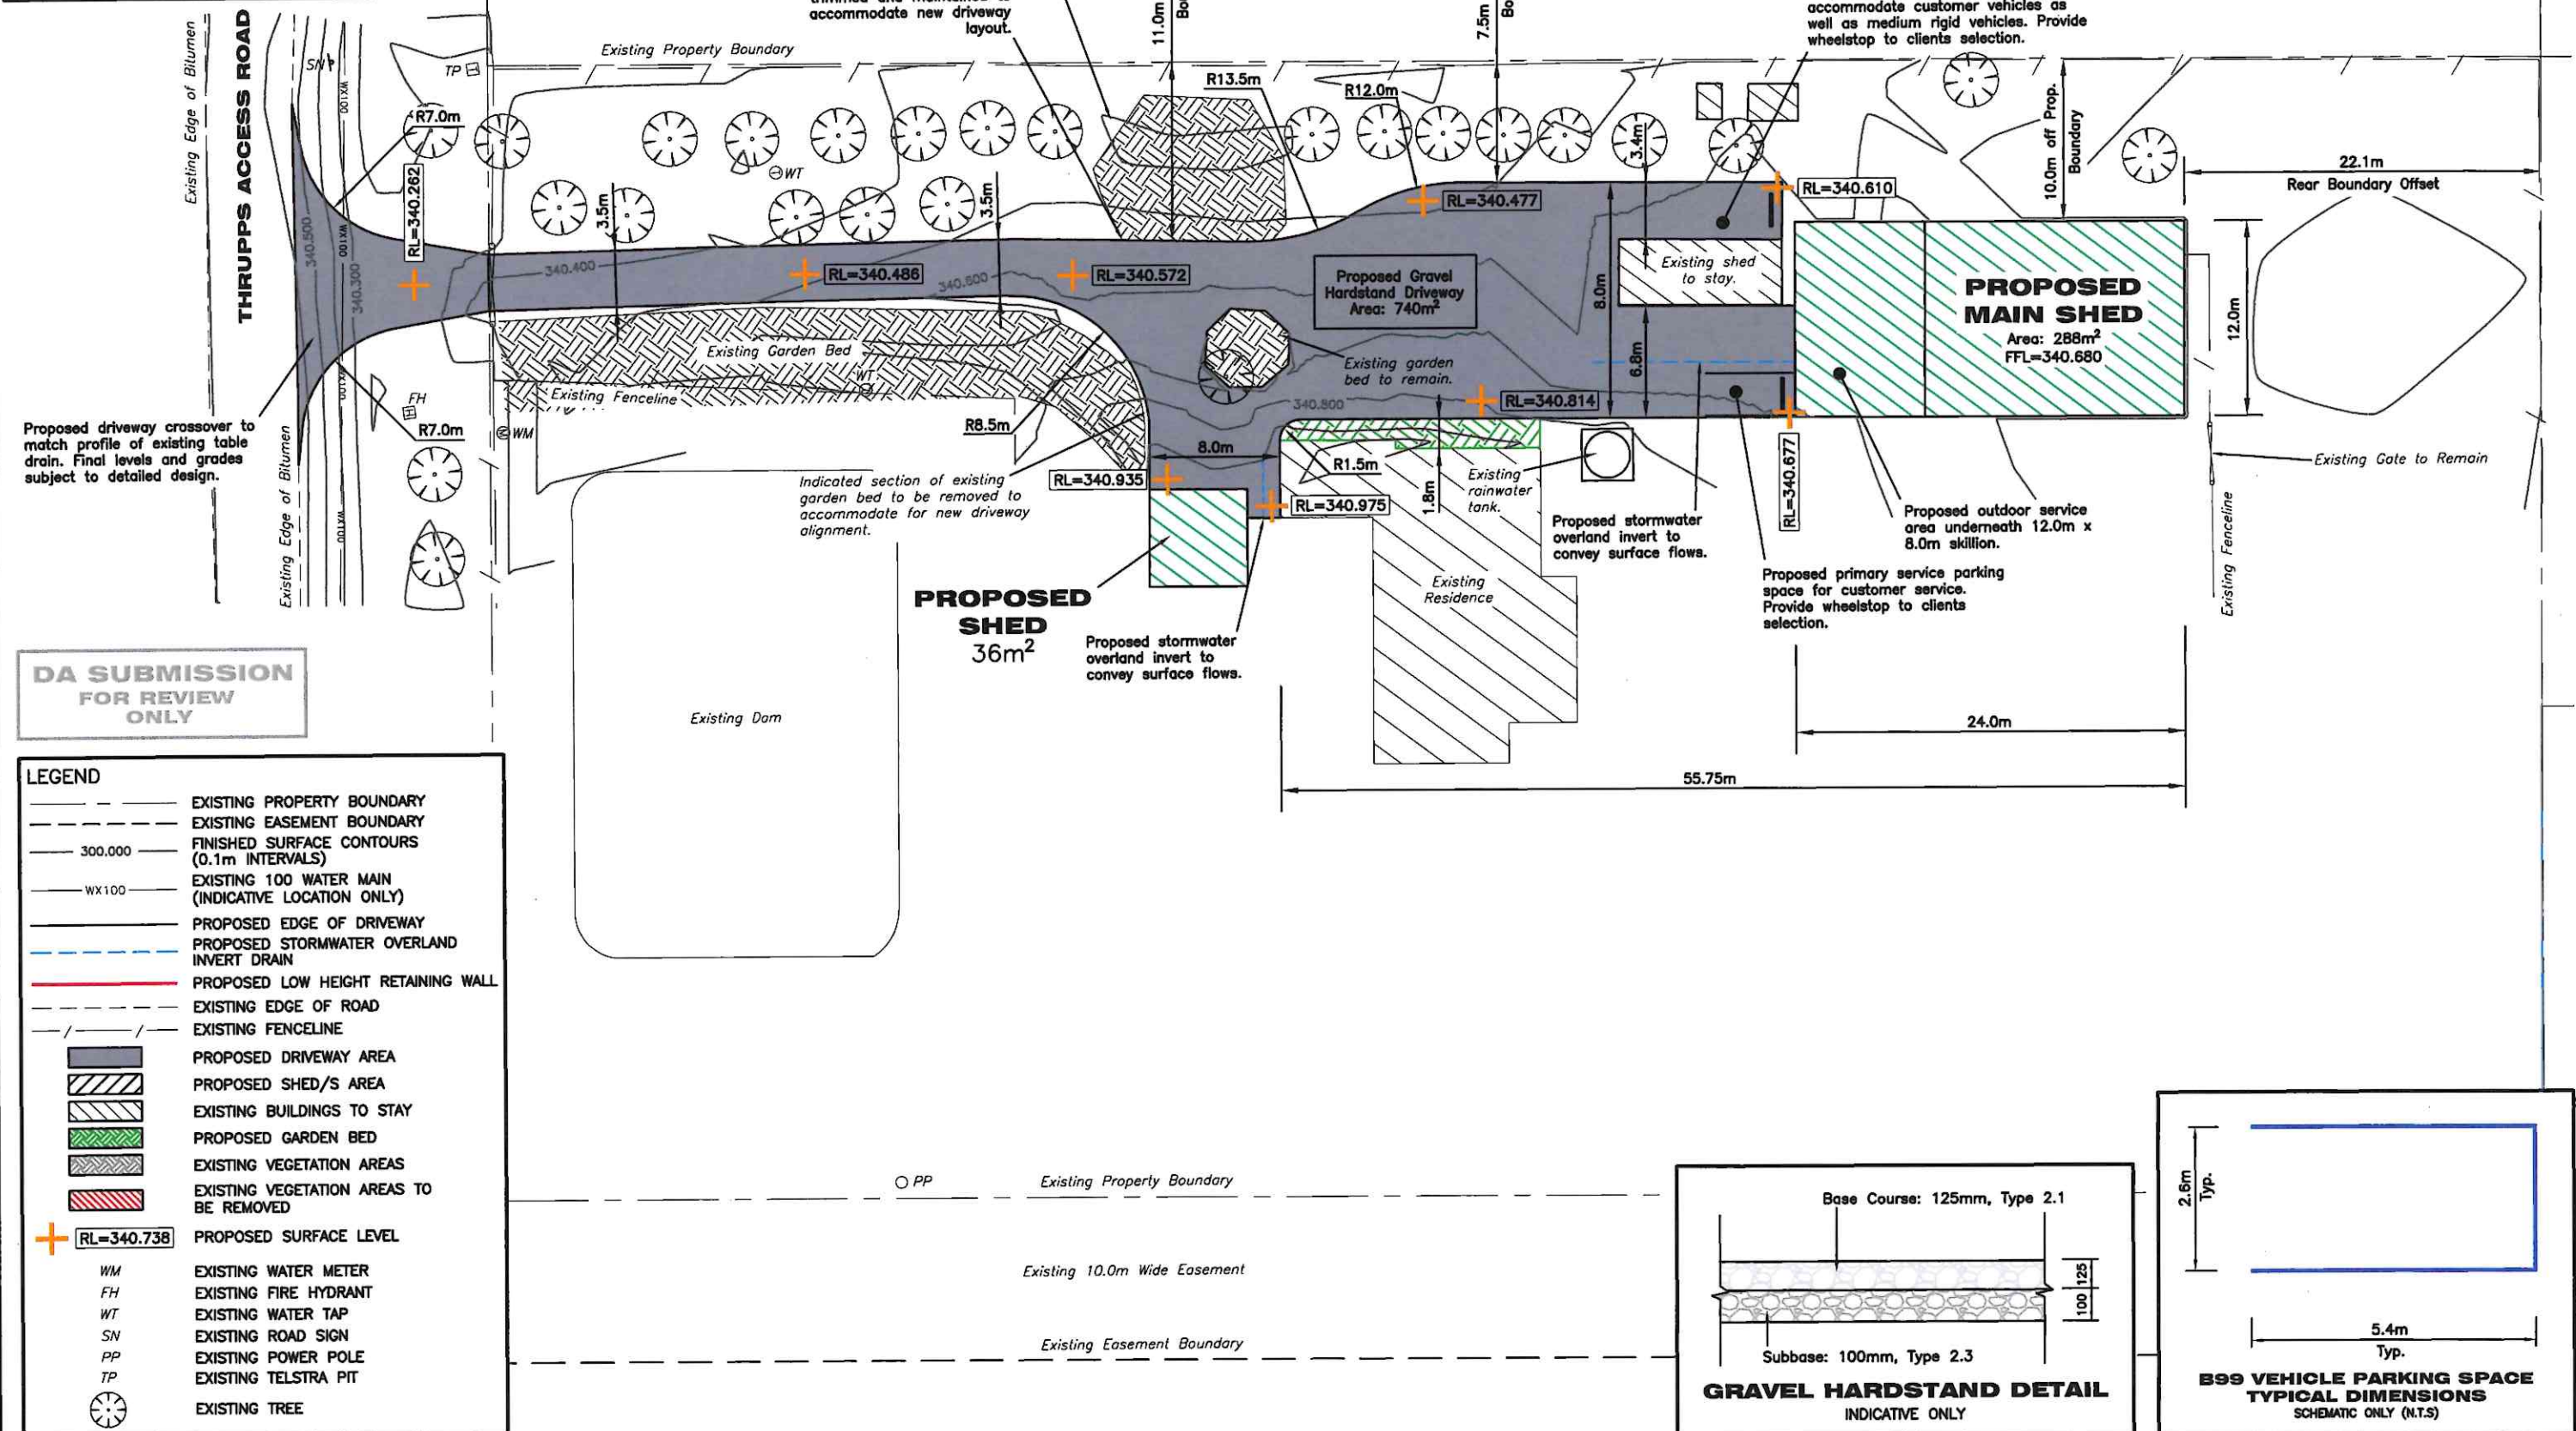 accommodate new driveway
layout.
11.0m
7.5m
accommodate customer vehicles as
well as medium rigid vehicles. Provide
wheelstop to clients selection.
Existing Edge of Bitumen
THRUPPS ACCESS ROAD
SN
WX100
TP
Existing Property Boundary
R7.0m
RL=340.262
WT
R13.5m
R12.0m
3.4m
10.0m off Prop.
Boundary
22.1m
Rear Boundary Offset
3.5m
3.5m
RL=340.477
RL=340.610
340.500
WX100
340.300
340.400
RL=340.486
340.600
RL=340.572
Proposed Gravel
Hardstand Driveway
Area: 740m²
8.0m
Existing shed
to stay.
PROPOSED
MAIN SHED
Area: 288m²
FFL=340.680
12.0m
Existing Garden Bed
WT
Existing garden
bed to remain.
6.8m
WX100
Existing Fenceline
340.800
RL=340.814
Proposed driveway crossover to
match profile of existing table
drain. Final levels and grades
subject to detailed design.
FH
R7.0m
WM
R8.5m
8.0m
R1.5m
1.8m
RL=340.677
Existing Gate to Remain
Existing Edge of Bitumen
WX100
Indicated section of existing
garden bed to be removed to
accommodate for new driveway
alignment.
RL=340.935
RL=340.975
Existing
rainwater
tank.
Proposed stormwater
overland invert to
convey surface flows.
Proposed outdoor service
area underneath 12.0m x
8.0m skillion.
Existing Fenceline
Proposed primary service parking
space for customer service.
Provide wheelstop to clients
selection.
Existing
Residence
PROPOSED
SHED
36m²
Proposed stormwater
overland invert to
convey surface flows.
DA SUBMISSION
FOR REVIEW
ONLY
Existing Dam
24.0m
55.75m
LEGEND
EXISTING PROPERTY BOUNDARY
EXISTING EASEMENT BOUNDARY
300.000 FINISHED SURFACE CONTOURS
(0.1m INTERVALS)
WX100 EXISTING 100 WATER MAIN
(INDICATIVE LOCATION ONLY)
PROPOSED EDGE OF DRIVEWAY
PROPOSED STORMWATER OVERLAND
INVERT DRAIN
PROPOSED LOW HEIGHT RETAINING WALL
EXISTING EDGE OF ROAD
EXISTING FENCELINE
PROPOSED DRIVEWAY AREA
PROPOSED SHED/S AREA
EXISTING BUILDINGS TO STAY
PROPOSED GARDEN BED
EXISTING VEGETATION AREAS
EXISTING VEGETATION AREAS TO
BE REMOVED
RL=340.738 PROPOSED SURFACE LEVEL
WM EXISTING WATER METER
FH EXISTING FIRE HYDRANT
WT EXISTING WATER TAP
SN EXISTING ROAD SIGN
PP EXISTING POWER POLE
TP EXISTING TELSTRA PIT
EXISTING TREE
PP
Existing Property Boundary
Existing 10.0m Wide Easement
Existing Easement Boundary
Base Course: 125mm, Type 2.1
125
100
Subbase: 100mm, Type 2.3
GRAVEL HARDSTAND DETAIL
INDICATIVE ONLY
2.6m
Typ.
5.4m
Typ.
B99 VEHICLE PARKING SPACE
TYPICAL DIMENSIONS
SCHEMATIC ONLY (N.T.S)